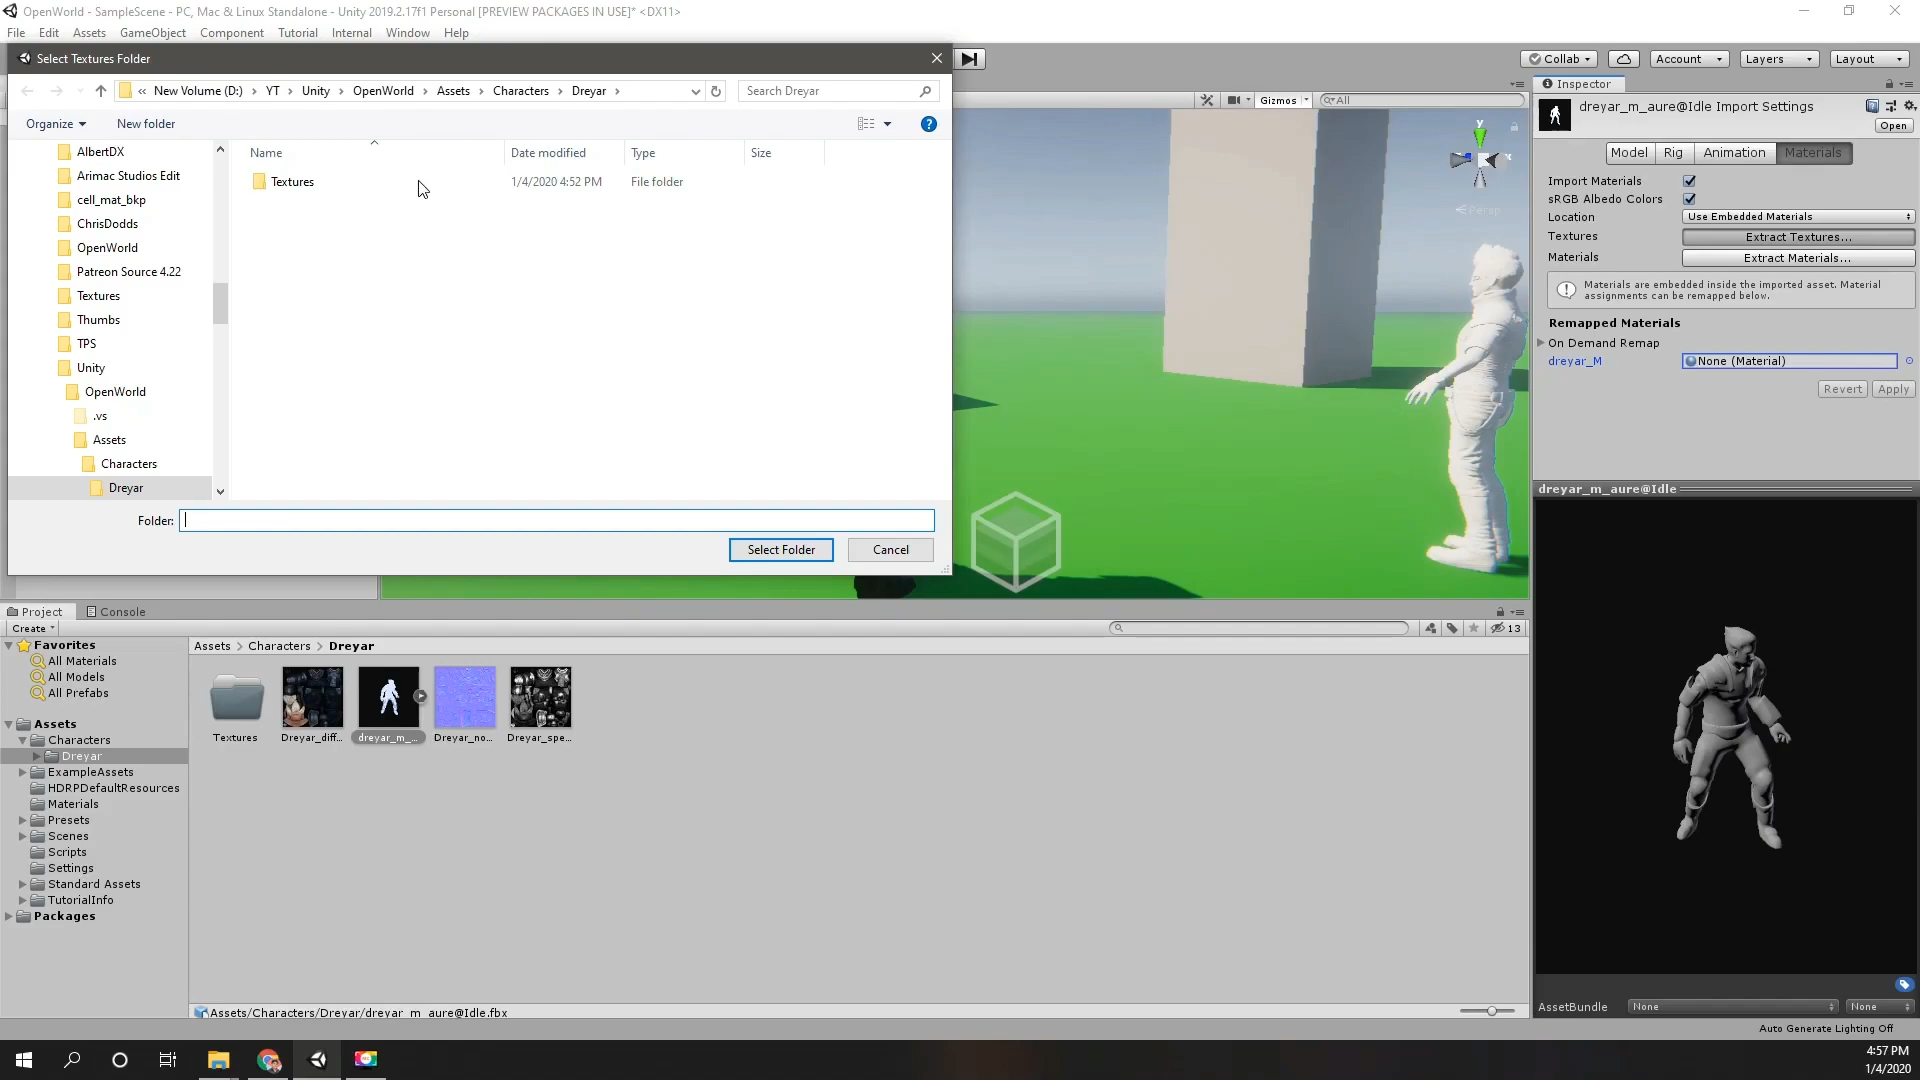 OpenWorld - SampleScene - PC, Mac & Linux Standalone - Unity 2019.2.17f1 Personal [PREVIEW PACKAGES IN USE]* <DX11>
File Edit Assets GameObject Component Tutorial Internal Window Help
Select Textures Folder
Collab Account Layers Layout
« New Volume (D:) > YT > Unity > OpenWorld > Assets > Characters > Dreyar >
Search Dreyar
Organize New folder
Name Date modified Type Size
Textures 1/4/2020 4:52 PM File folder
AlbertDX
Arimac Studios Edit
cell_mat_bkp
ChrisDodds
OpenWorld
Patreon Source 4.22
Textures
Thumbs
TPS
Unity
OpenWorld
.vs
Assets
Characters
Dreyar
Folder:
Select Folder Cancel
Gizmos All
y
x
Persp
Inspector
dreyar_m_aure@Idle Import Settings
Open
Model Rig Animation Materials
Import Materials
sRGB Albedo Colors
Location Use Embedded Materials
Textures Extract Textures...
Materials Extract Materials...
Materials are embedded inside the imported asset. Material
assignments can be remapped below.
Remapped Materials
On Demand Remap
dreyar_M None (Material)
Revert Apply
dreyar_m_aure@Idle
Project Console
Create
13
Favorites
All Materials
All Models
All Prefabs
Assets
Characters
Dreyar
ExampleAssets
HDRPDefaultResources
Materials
Presets
Scenes
Scripts
Settings
Standard Assets
TutorialInfo
Packages
Assets > Characters > Dreyar
Textures Dreyar_diff... dreyar_m_... Dreyar_no... Dreyar_spe...
Assets/Characters/Dreyar/dreyar_m_aure@Idle.fbx
AssetBundle None None
Auto Generate Lighting Off
4:57 PM
1/4/2020